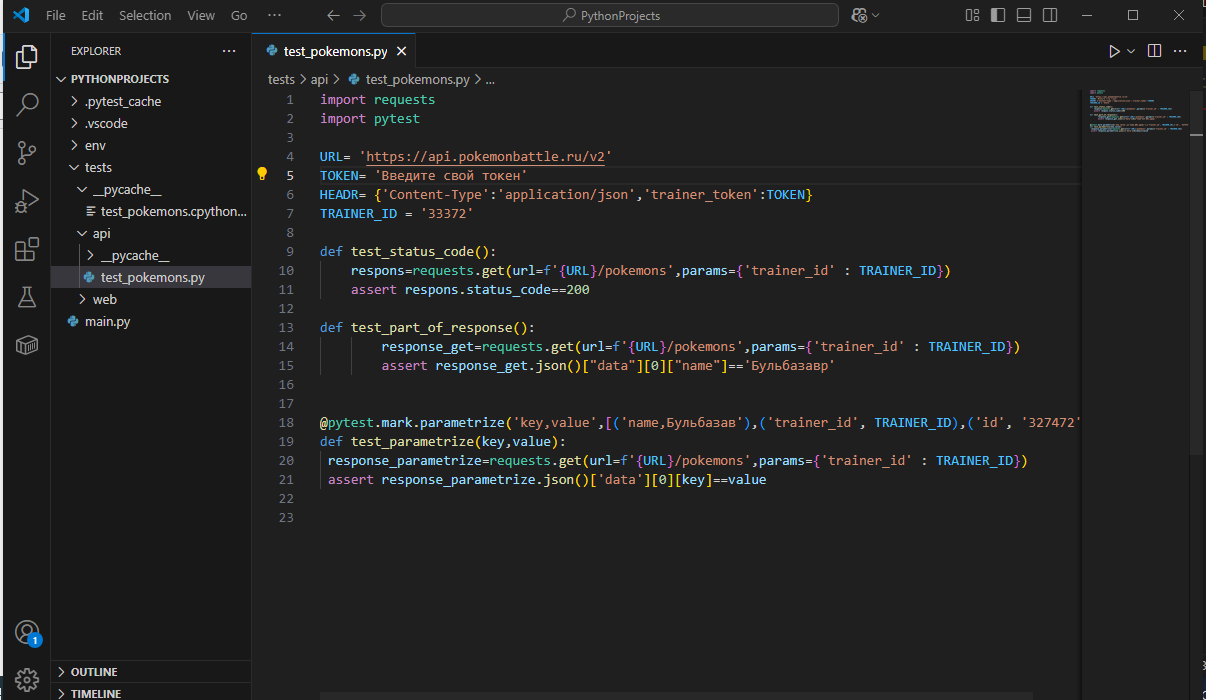 File Edit Selection View Go ··· PythonProjects
EXPLORER ···
PYTHONPROJECTS
.pytest_cache
.vscode
env
tests
__pycache__
test_pokemons.cpython...
api
__pycache__
test_pokemons.py
web
main.py
OUTLINE
TIMELINE
1
test_pokemons.py
tests > api > test_pokemons.py > ...
1 import requests
2 import pytest
3
4 URL= 'https://api.pokemonbattle.ru/v2'
5 TOKEN= 'Введите свой токен'
6 HEADR= {'Content-Type':'application/json','trainer_token':TOKEN}
7 TRAINER_ID = '33372'
8
9 def test_status_code():
10     respons=requests.get(url=f'{URL}/pokemons',params={'trainer_id' : TRAINER_ID})
11     assert respons.status_code==200
12
13 def test_part_of_response():
14         response_get=requests.get(url=f'{URL}/pokemons',params={'trainer_id' : TRAINER_ID})
15         assert response_get.json()["data"][0]["name"]=='Бульбазавр'
16
17
18 @pytest.mark.parametrize('key,value',[('name,Бульбазав'),('trainer_id', TRAINER_ID),('id', '327472'
19 def test_parametrize(key,value):
20  response_parametrize=requests.get(url=f'{URL}/pokemons',params={'trainer_id' : TRAINER_ID})
21  assert response_parametrize.json()['data'][0][key]==value
22
23